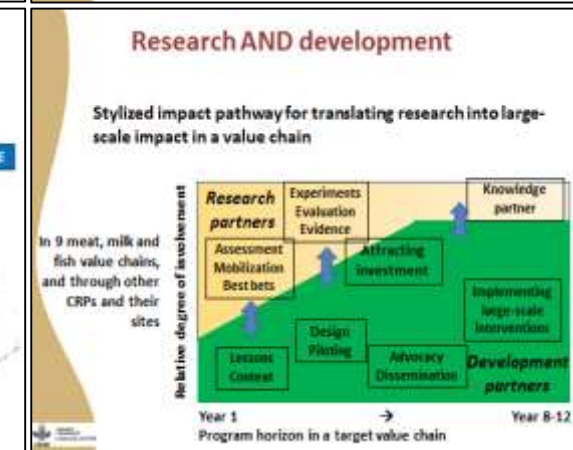 Research AND development
Stylized impact pathway for translating research into large-
scale impact in a value chain
In 9 meat, milk and
fish value chains,
and through other
CRPs and their
sites
Relative degree of involvement
Research
partners
Experiments
Evaluation
Evidence
Knowledge
partner
Assessment
Mobilization
Best bets
Attracting
investment
Implementing
large-scale
interventions
Design
Piloting
Lessons
Context
Advocacy
Dissemination
Development
partners
Year 1 → Year 8-12
Program horizon in a target value chain